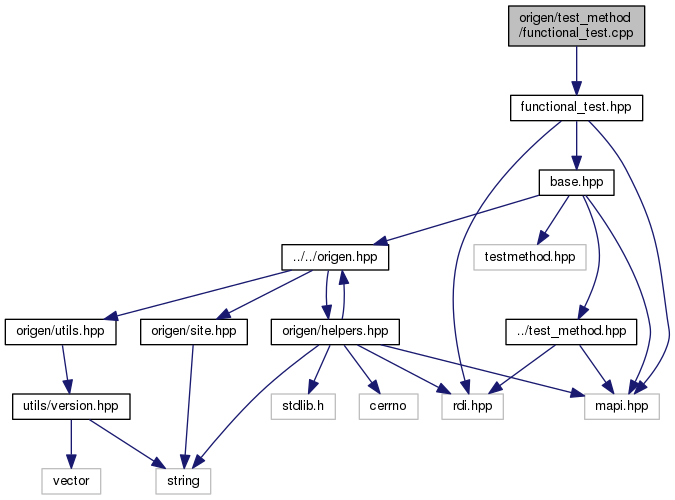 origen/test_method
/functional_test.cpp
functional_test.hpp
base.hpp
../../origen.hpp
testmethod.hpp
origen/utils.hpp
origen/site.hpp
origen/helpers.hpp
../test_method.hpp
utils/version.hpp
stdlib.h
cerrno
rdi.hpp
mapi.hpp
vector
string